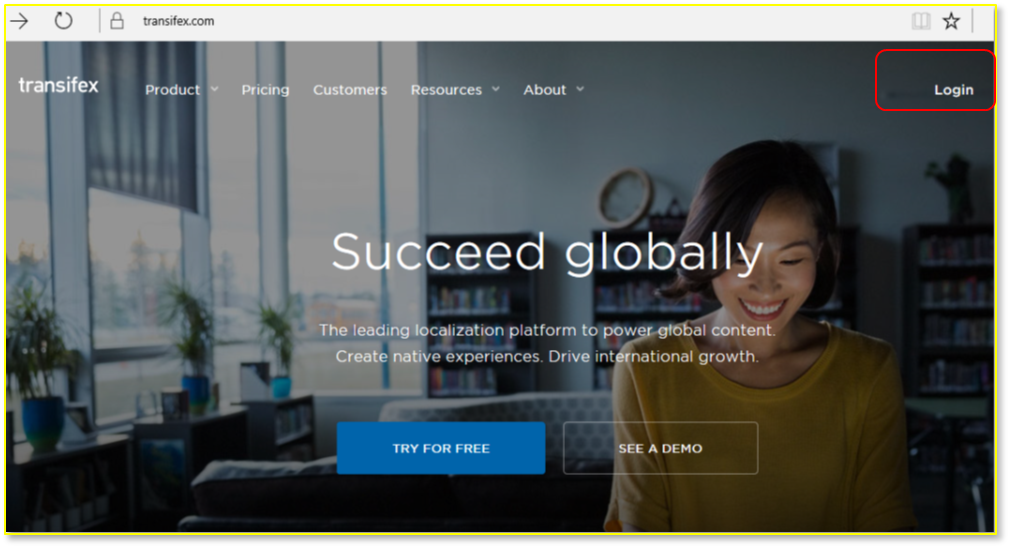 transifex.com
transifex Product Pricing Customers Resources About Login
Succeed globally
The leading localization platform to power global content.
Create native experiences. Drive international growth.
TRY FOR FREE SEE A DEMO